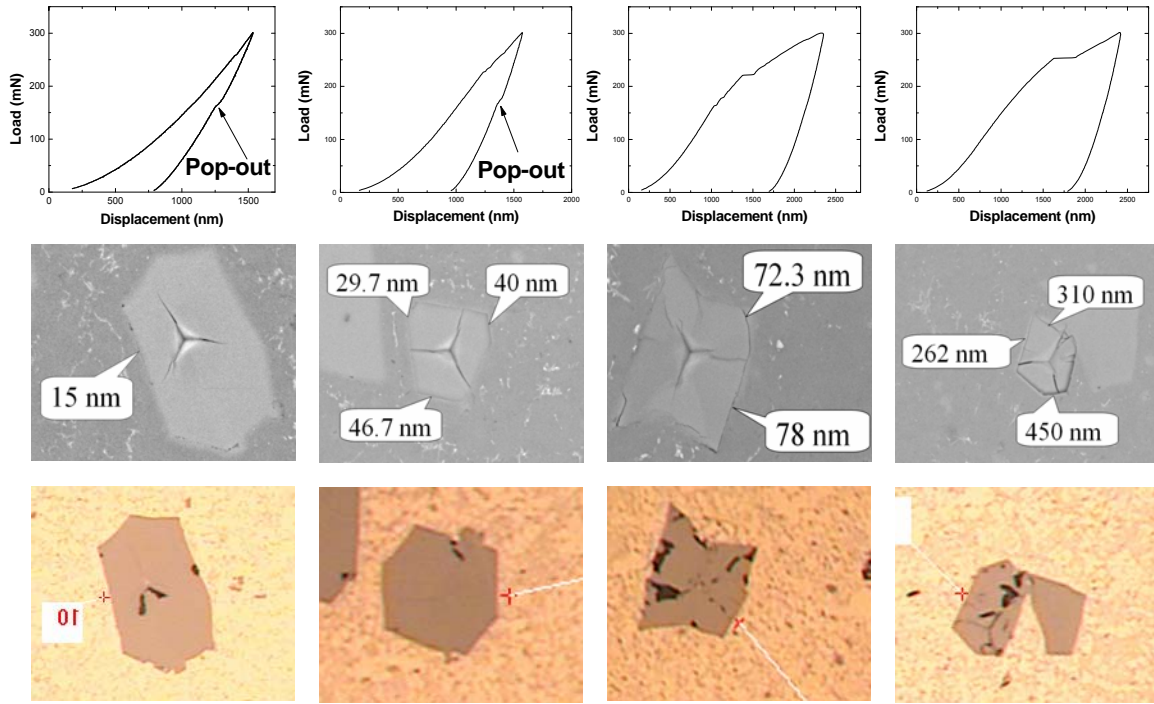 300
200
100
0
Load (mN)
Pop-out
0 500 1000 1500
Displacement (nm)
300
200
100
0
Load (mN)
Pop-out
0 500 1000 1500 2000
Displacement (nm)
300
200
100
0
Load (mN)
0 500 1000 1500 2000 2500
Displacement (nm)
300
200
100
0
Load (mN)
0 500 1000 1500 2000 2500
Displacement (nm)
15 nm
29.7 nm
40 nm
46.7 nm
72.3 nm
78 nm
310 nm
262 nm
450 nm
10